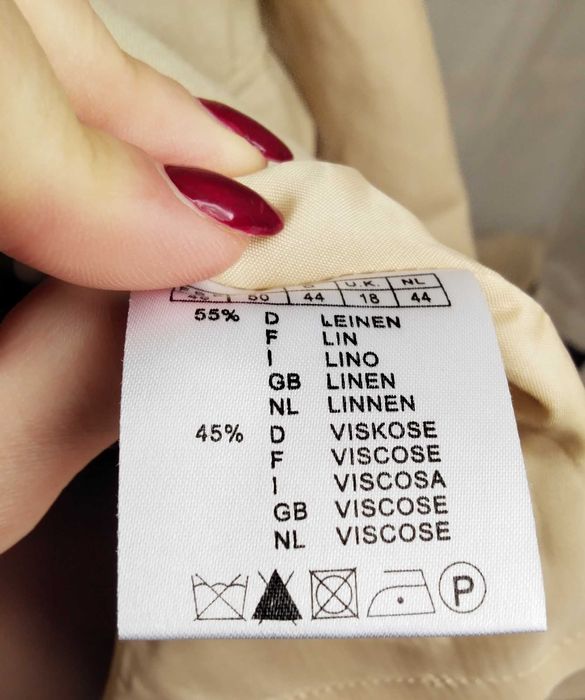 U.K. NL
50 44 18 44
55% D LEINEN
F LIN
I LINO
GB LINEN
NL LINNEN
45% D VISKOSE
F VISCOSE
I VISCOSA
GB VISCOSE
NL VISCOSE
P